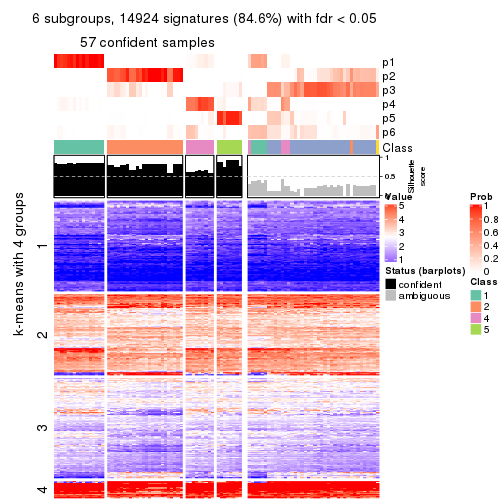 6 subgroups, 14924 signatures (84.6%) with fdr < 0.05
57 confident samples
p1
p2
p3
p4
p5
p6
Class
1
0.5
0
Silhouette
score
k-means with 4 groups
1
2
3
4
Value
5
4
3
2
1
Status (barplots)
confident
ambiguous
Prob
1
0.8
0.6
0.4
0.2
0
Class
1
2
4
5